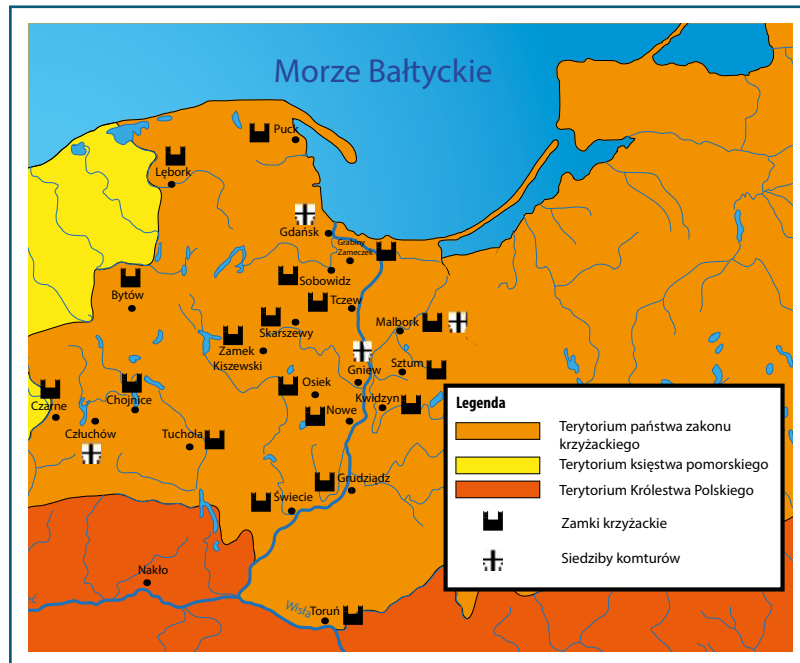 Morze Bałtyckie
Puck
Lębork
Gdańsk
Grabiny
Zameczek
Sobowidz
Bytów
Tczew
Skarszewy
Malbork
Zamek
Kiszewski
Gniew
Sztum
Osiek
Kwidzyn
Chojnice
Czarne
Człuchów
Nowe
Tuchola
Grudziądz
Świecie
Nakło
Wisła
Toruń
Legenda
Terytorium państwa zakonu
krzyżackiego
Terytorium księstwa pomorskiego
Terytorium Królestwa Polskiego
Zamki krzyżackie
Siedziby komturów